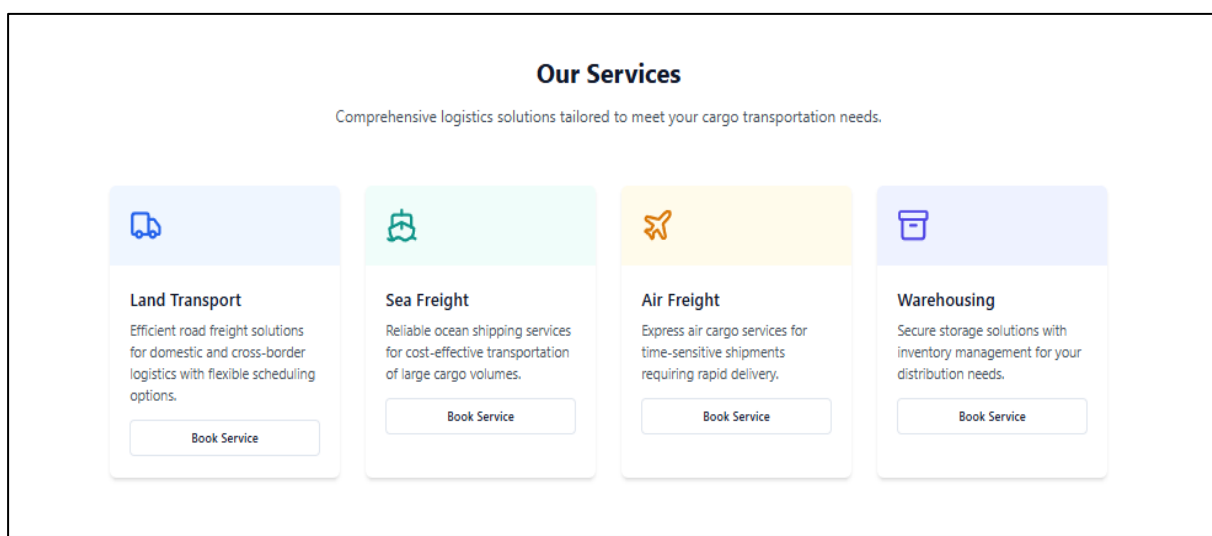 Our Services
Comprehensive logistics solutions tailored to meet your cargo transportation needs.
Land Transport
Efficient road freight solutions
for domestic and cross-border
logistics with flexible scheduling
options.
Book Service
Sea Freight
Reliable ocean shipping services
for cost-effective transportation
of large cargo volumes.
Book Service
Air Freight
Express air cargo services for
time-sensitive shipments
requiring rapid delivery.
Book Service
Warehousing
Secure storage solutions with
inventory management for your
distribution needs.
Book Service